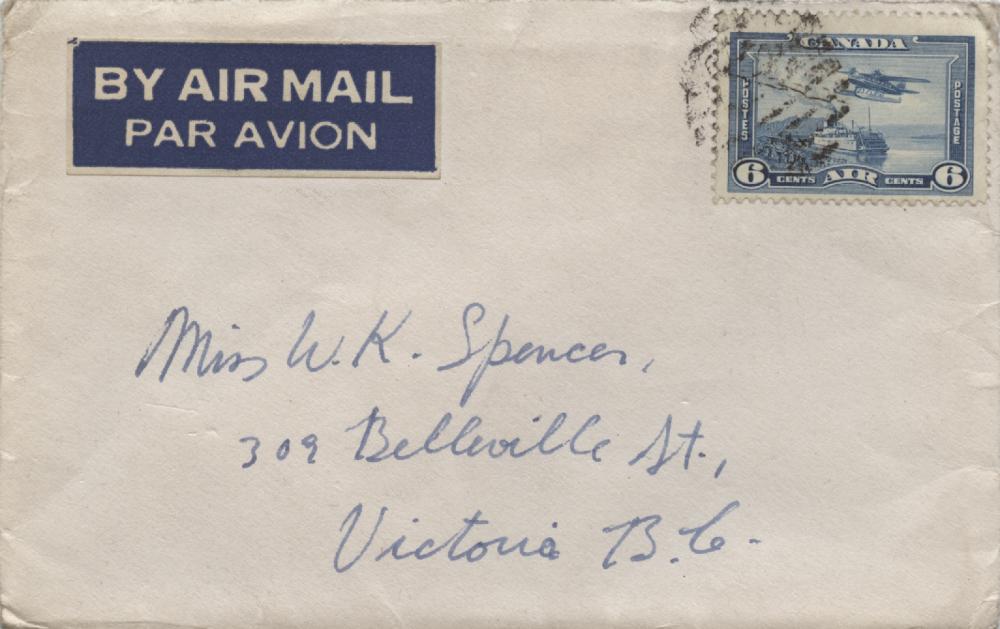 BY AIR MAIL
PAR AVION
CANADA
POSTES
POSTAGE
6 CENTS AIR CENTS 6
Miss W. K. Spencer,
309 Belleville St.,
Victoria B.C.